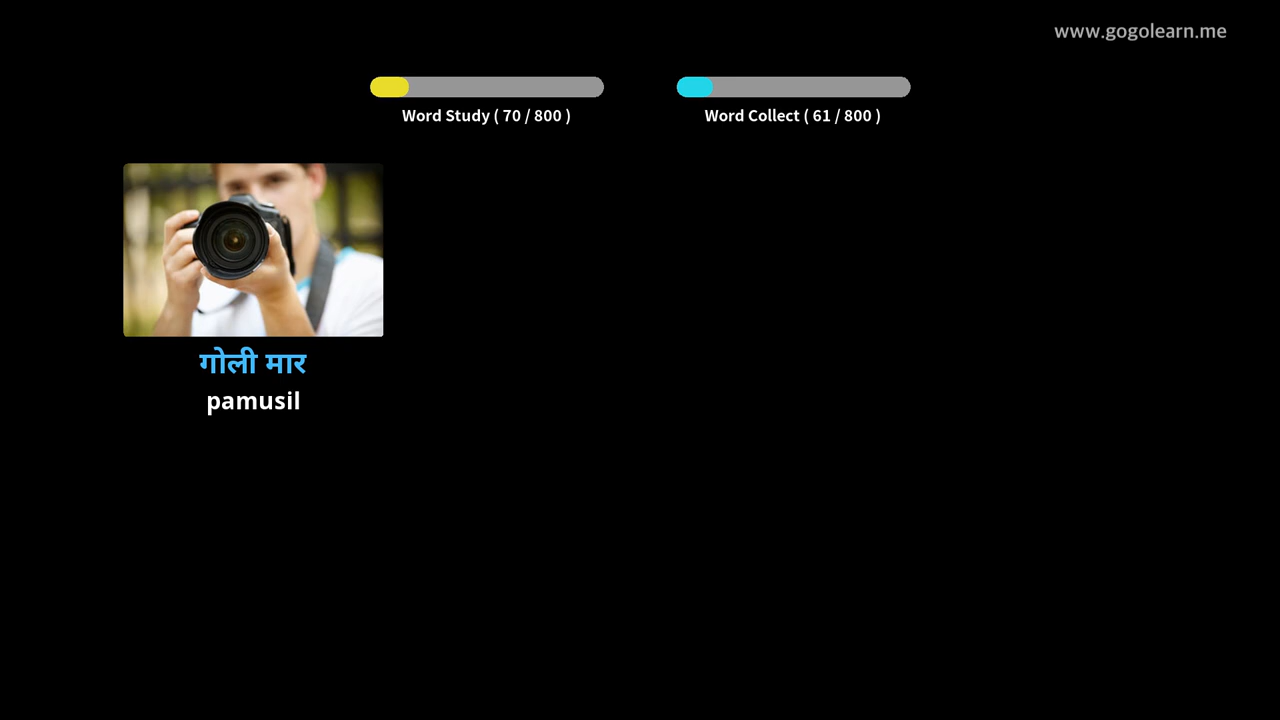 www.gogolearn.me
Word Study ( 70 / 800 )
Word Collect ( 61 / 800 )
गोली मार
pamusil